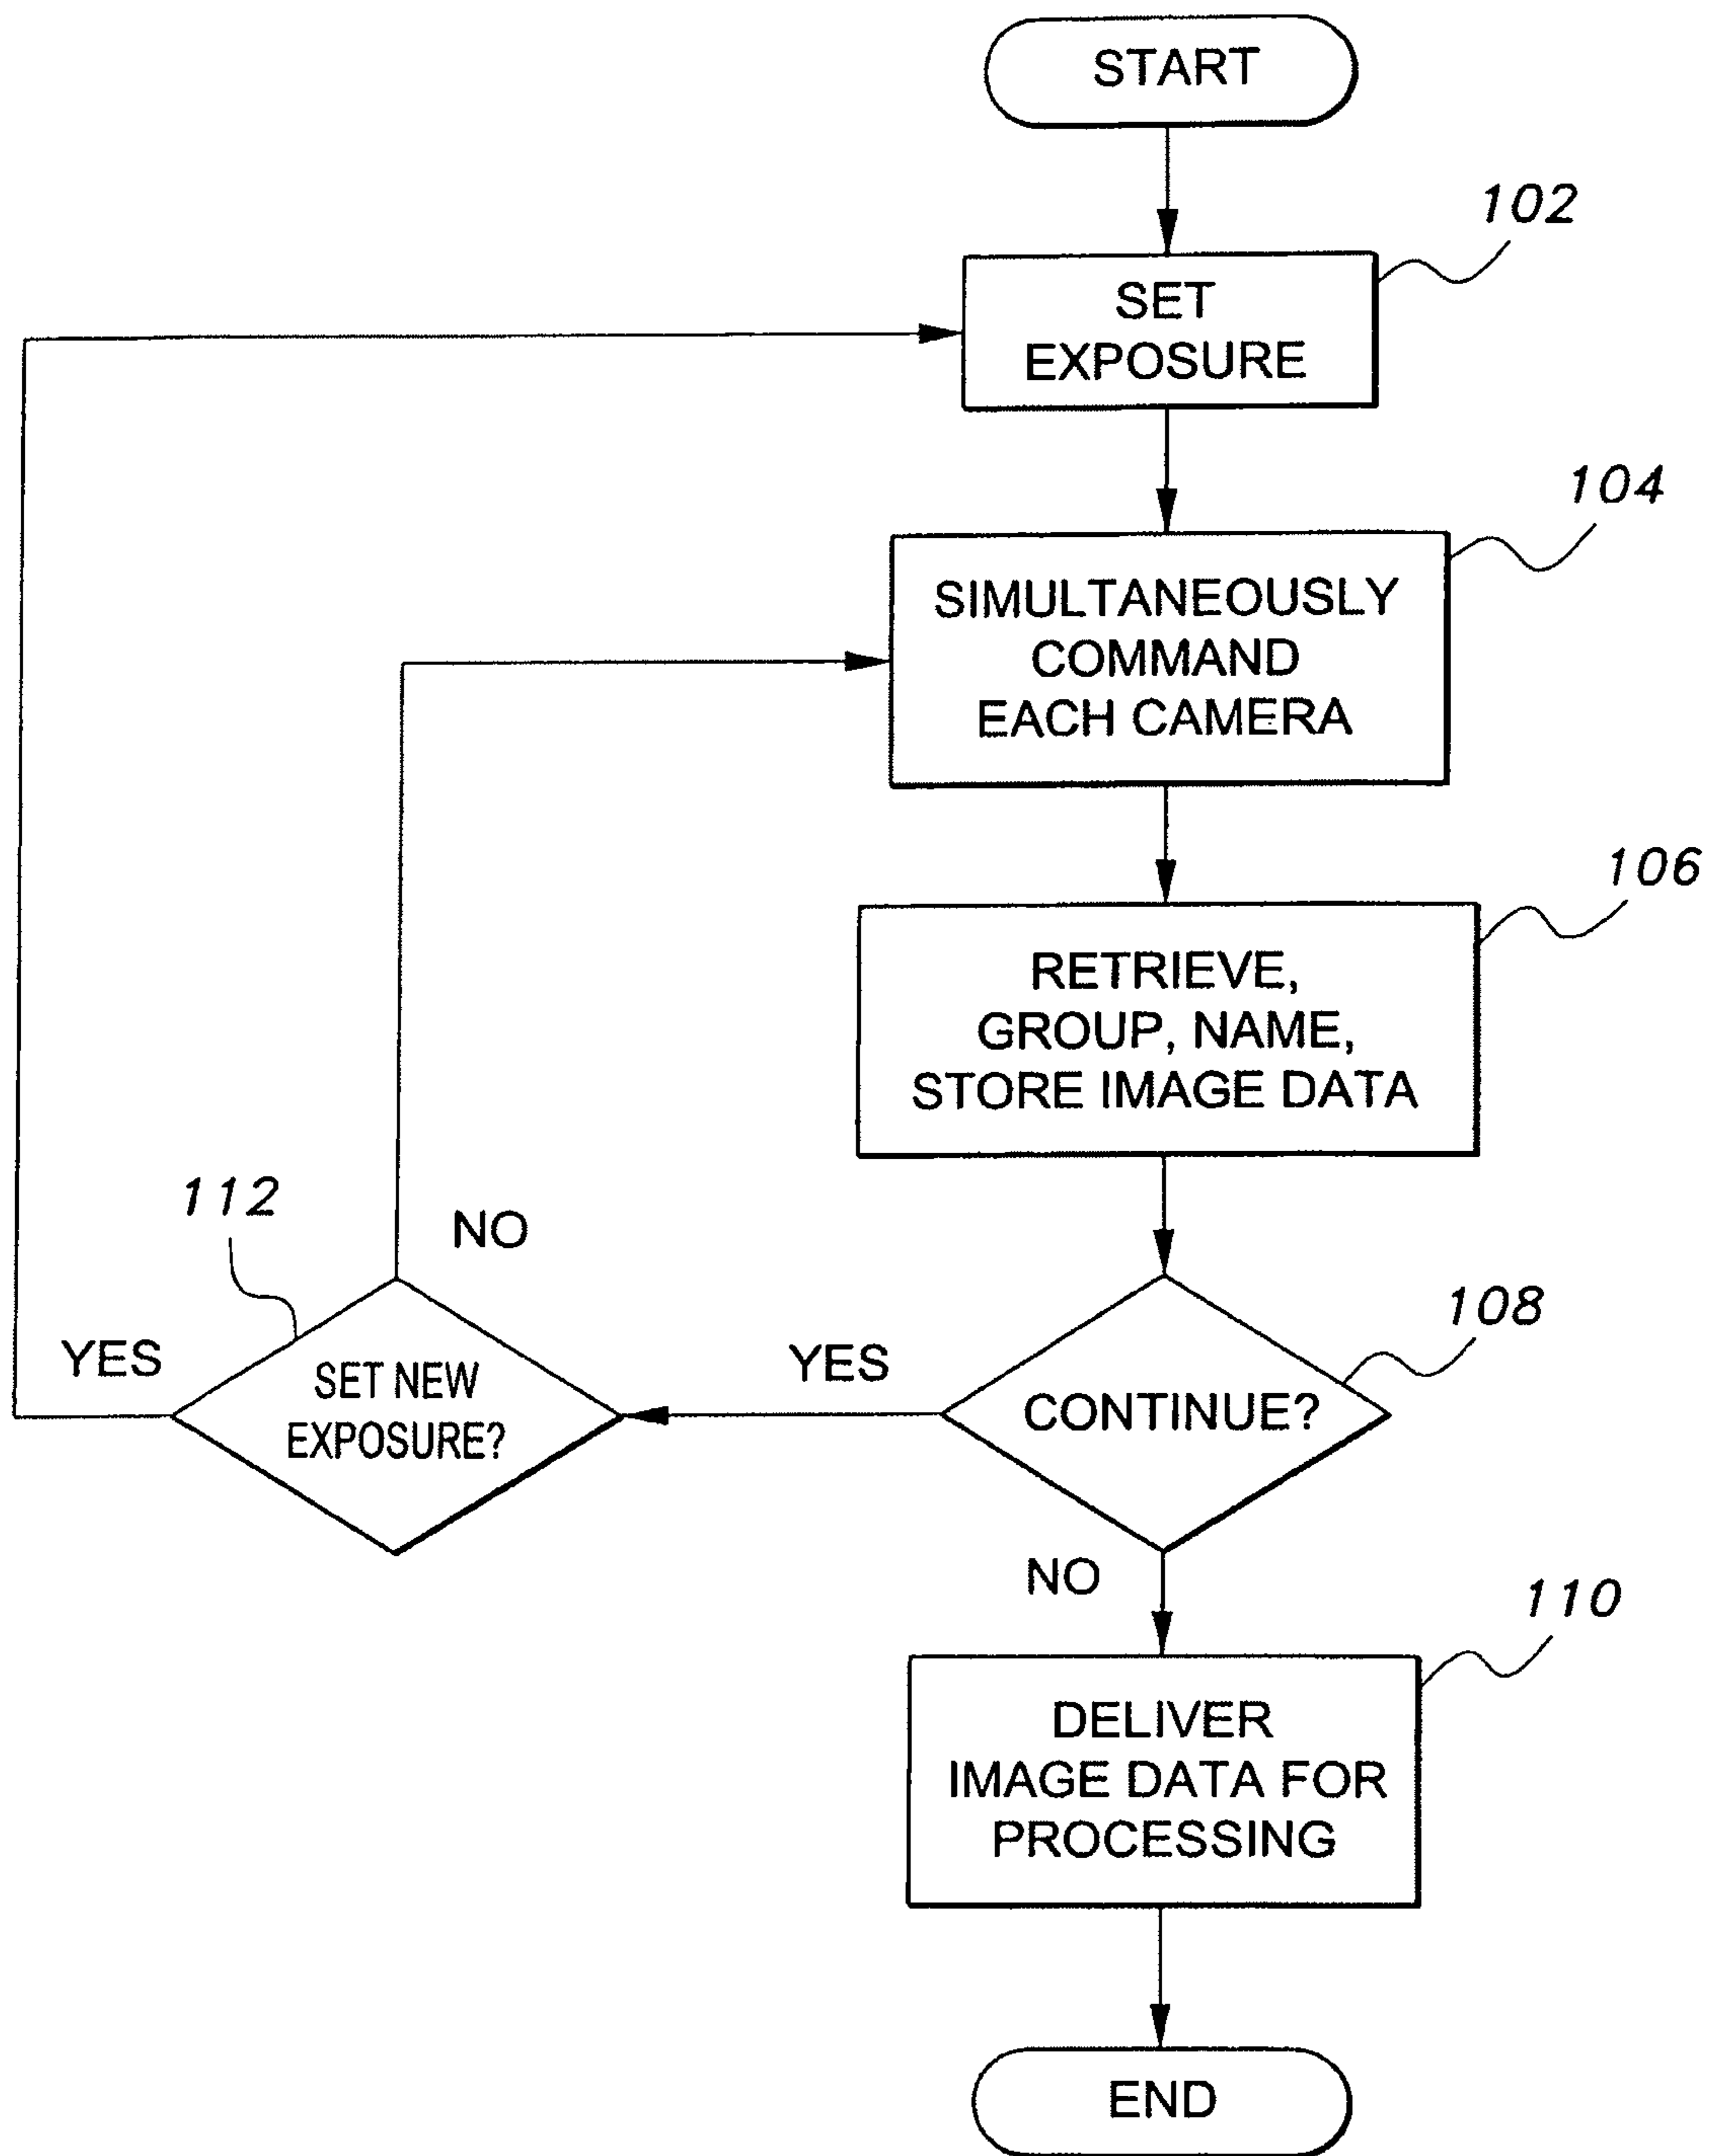 START
102
SET
EXPOSURE
104
SIMULTANEOUSLY
COMMAND
EACH CAMERA
106
RETRIEVE,
GROUP, NAME,
STORE IMAGE DATA
112
NO
108
YES
YES
SET NEW
EXPOSURE?
CONTINUE?
NO
110
DELIVER
IMAGE DATA FOR
PROCESSING
END